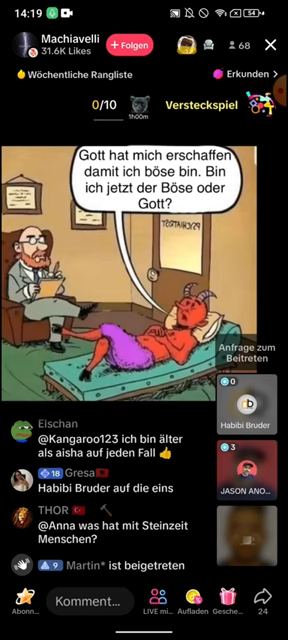 14:19
54
Machiavelli
31.6K Likes
+ Folgen
68
Wöchentliche Rangliste
Erkunden >
0/10
1h00m
Versteckspiel
Gott hat mich erschaffen
damit ich böse bin. Bin
ich jetzt der Böse oder
Gott?
PSYCHIATRIST
Anfrage zum
Beitreten
0
Habibi Bruder
3
JASON ANO...
Elschan
@Kangaroo123 ich bin älter
als aisha auf jeden Fall 👍
18 Gresa🇦🇱
Habibi Bruder auf die eins
THOR 🇹🇷 🔨
@Anna was hat mit Steinzeit
Menschen?
9 Martin* ist beigetreten
Abonn...
Komment...
LIVE mi...
Aufladen
Gesche...
24